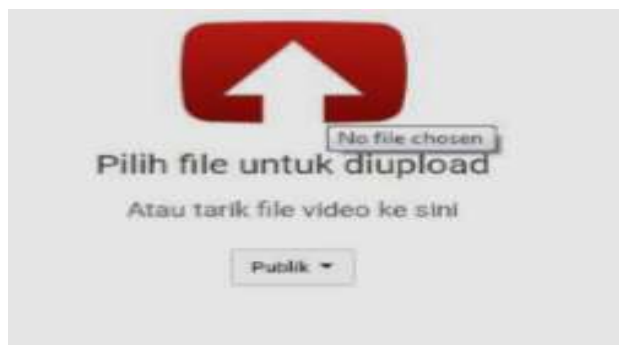 No file chosen
Pilih file untuk diupload
Atau tarik file video ke sini
Publik